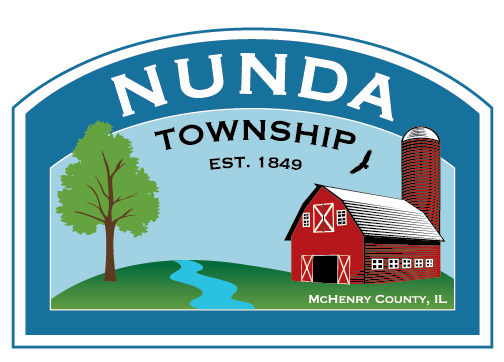 NUNDA
TOWNSHIP
EST. 1849
McHenry County, IL